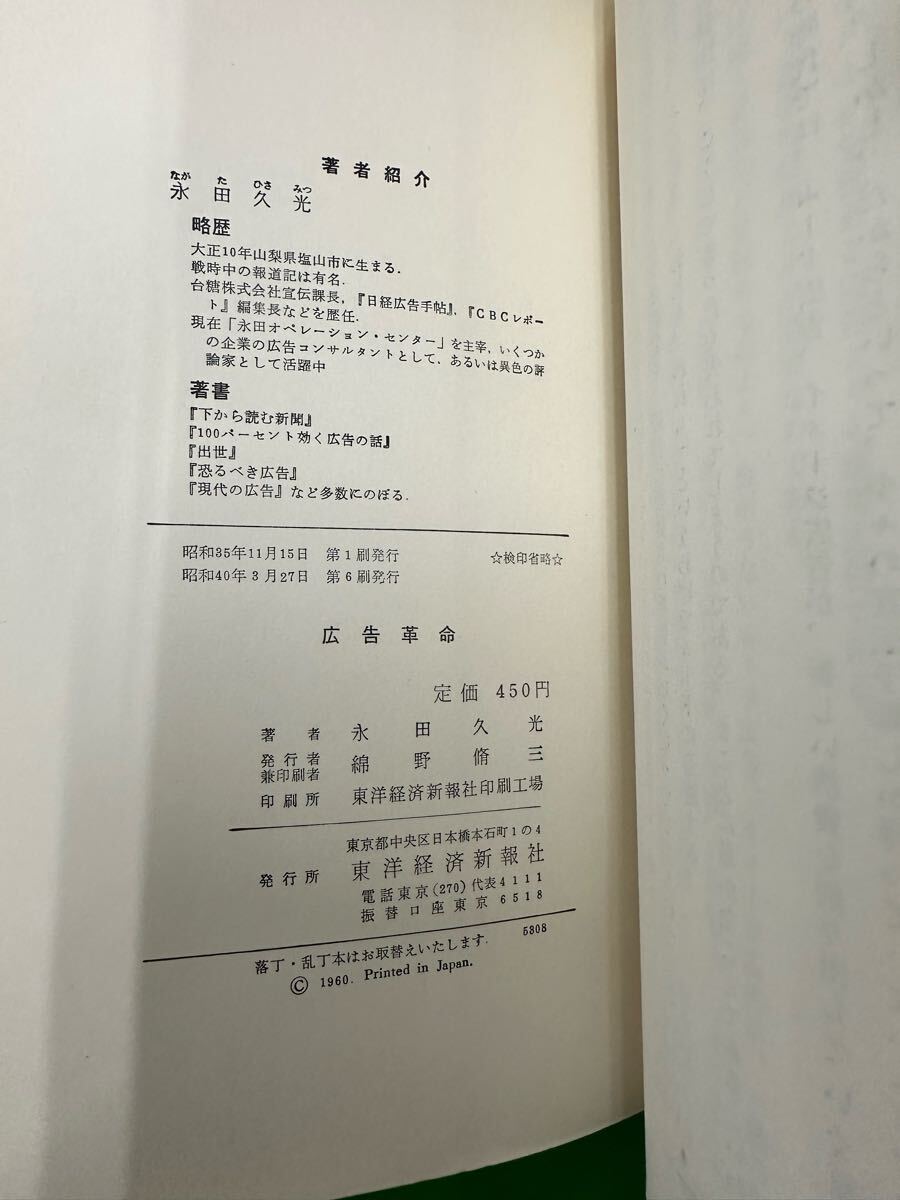 著者紹介
なが た ひさ みつ
永田久光
略歴
大正10年山梨県塩山市に生まる.
戦時中の報道記は有名.
台糖株式会社宣伝課長,『日経広告手帖』,『CBCレポー
ト』編集長などを歴任.
現在「永田オペレーション・センター」を主宰,いくつか
の企業の広告コンサルタントとして,あるいは異色の評
論家として活躍中
著書
『下から読む新聞』
『100パーセント効く広告の話』
『出世』
『恐るべき広告』
『現代の広告』など多数にのぼる.
昭和35年11月15日 第1刷発行 ☆検印省略☆
昭和40年3月27日 第6刷発行
広告革命
定価 450円
著者 永田久光
発行者
兼印刷者 綿野脩三
印刷所 東洋経済新報社印刷工場
東京都中央区日本橋本石町1の4
発行所 東洋経済新報社
電話東京(270)代表4111
振替口座東京 6518
5308
落丁・乱丁本はお取替えいたします.
© 1960. Printed in Japan.